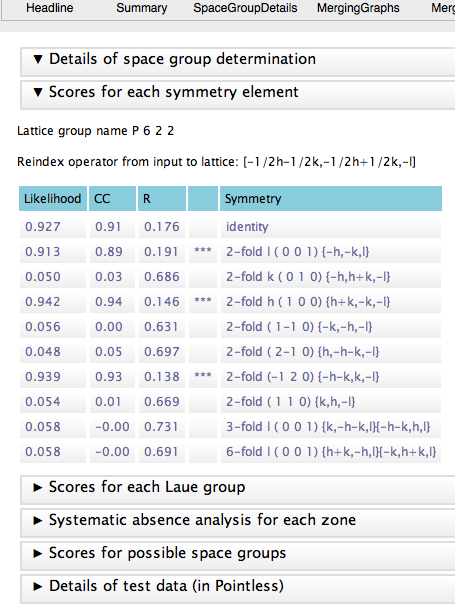 Headline Summary SpaceGroupDetails MergingGraphs Merg
▼ Details of space group determination
▼ Scores for each symmetry element
Lattice group name P 6 2 2
Reindex operator from input to lattice: [-1/2h-1/2k,-1/2h+1/2k,-l]
Likelihood CC R Symmetry
0.927 0.91 0.176 identity
0.913 0.89 0.191 *** 2-fold l ( 0 0 1) {-h,-k,l}
0.050 0.03 0.686 2-fold k ( 0 1 0) {-h,h+k,-l}
0.942 0.94 0.146 *** 2-fold h ( 1 0 0) {h+k,-k,-l}
0.056 0.00 0.631 2-fold ( 1-1 0) {-k,-h,-l}
0.048 0.05 0.697 2-fold ( 2-1 0) {h,-h-k,-l}
0.939 0.93 0.138 *** 2-fold (-1 2 0) {-h-k,k,-l}
0.054 0.01 0.669 2-fold ( 1 1 0) {k,h,-l}
0.058 -0.00 0.731 3-fold l ( 0 0 1) {k,-h-k,l}{-h-k,h,l}
0.058 -0.00 0.691 6-fold l ( 0 0 1) {h+k,-h,l}{-k,h+k,l}
► Scores for each Laue group
► Systematic absence analysis for each zone
► Scores for possible space groups
► Details of test data (in Pointless)